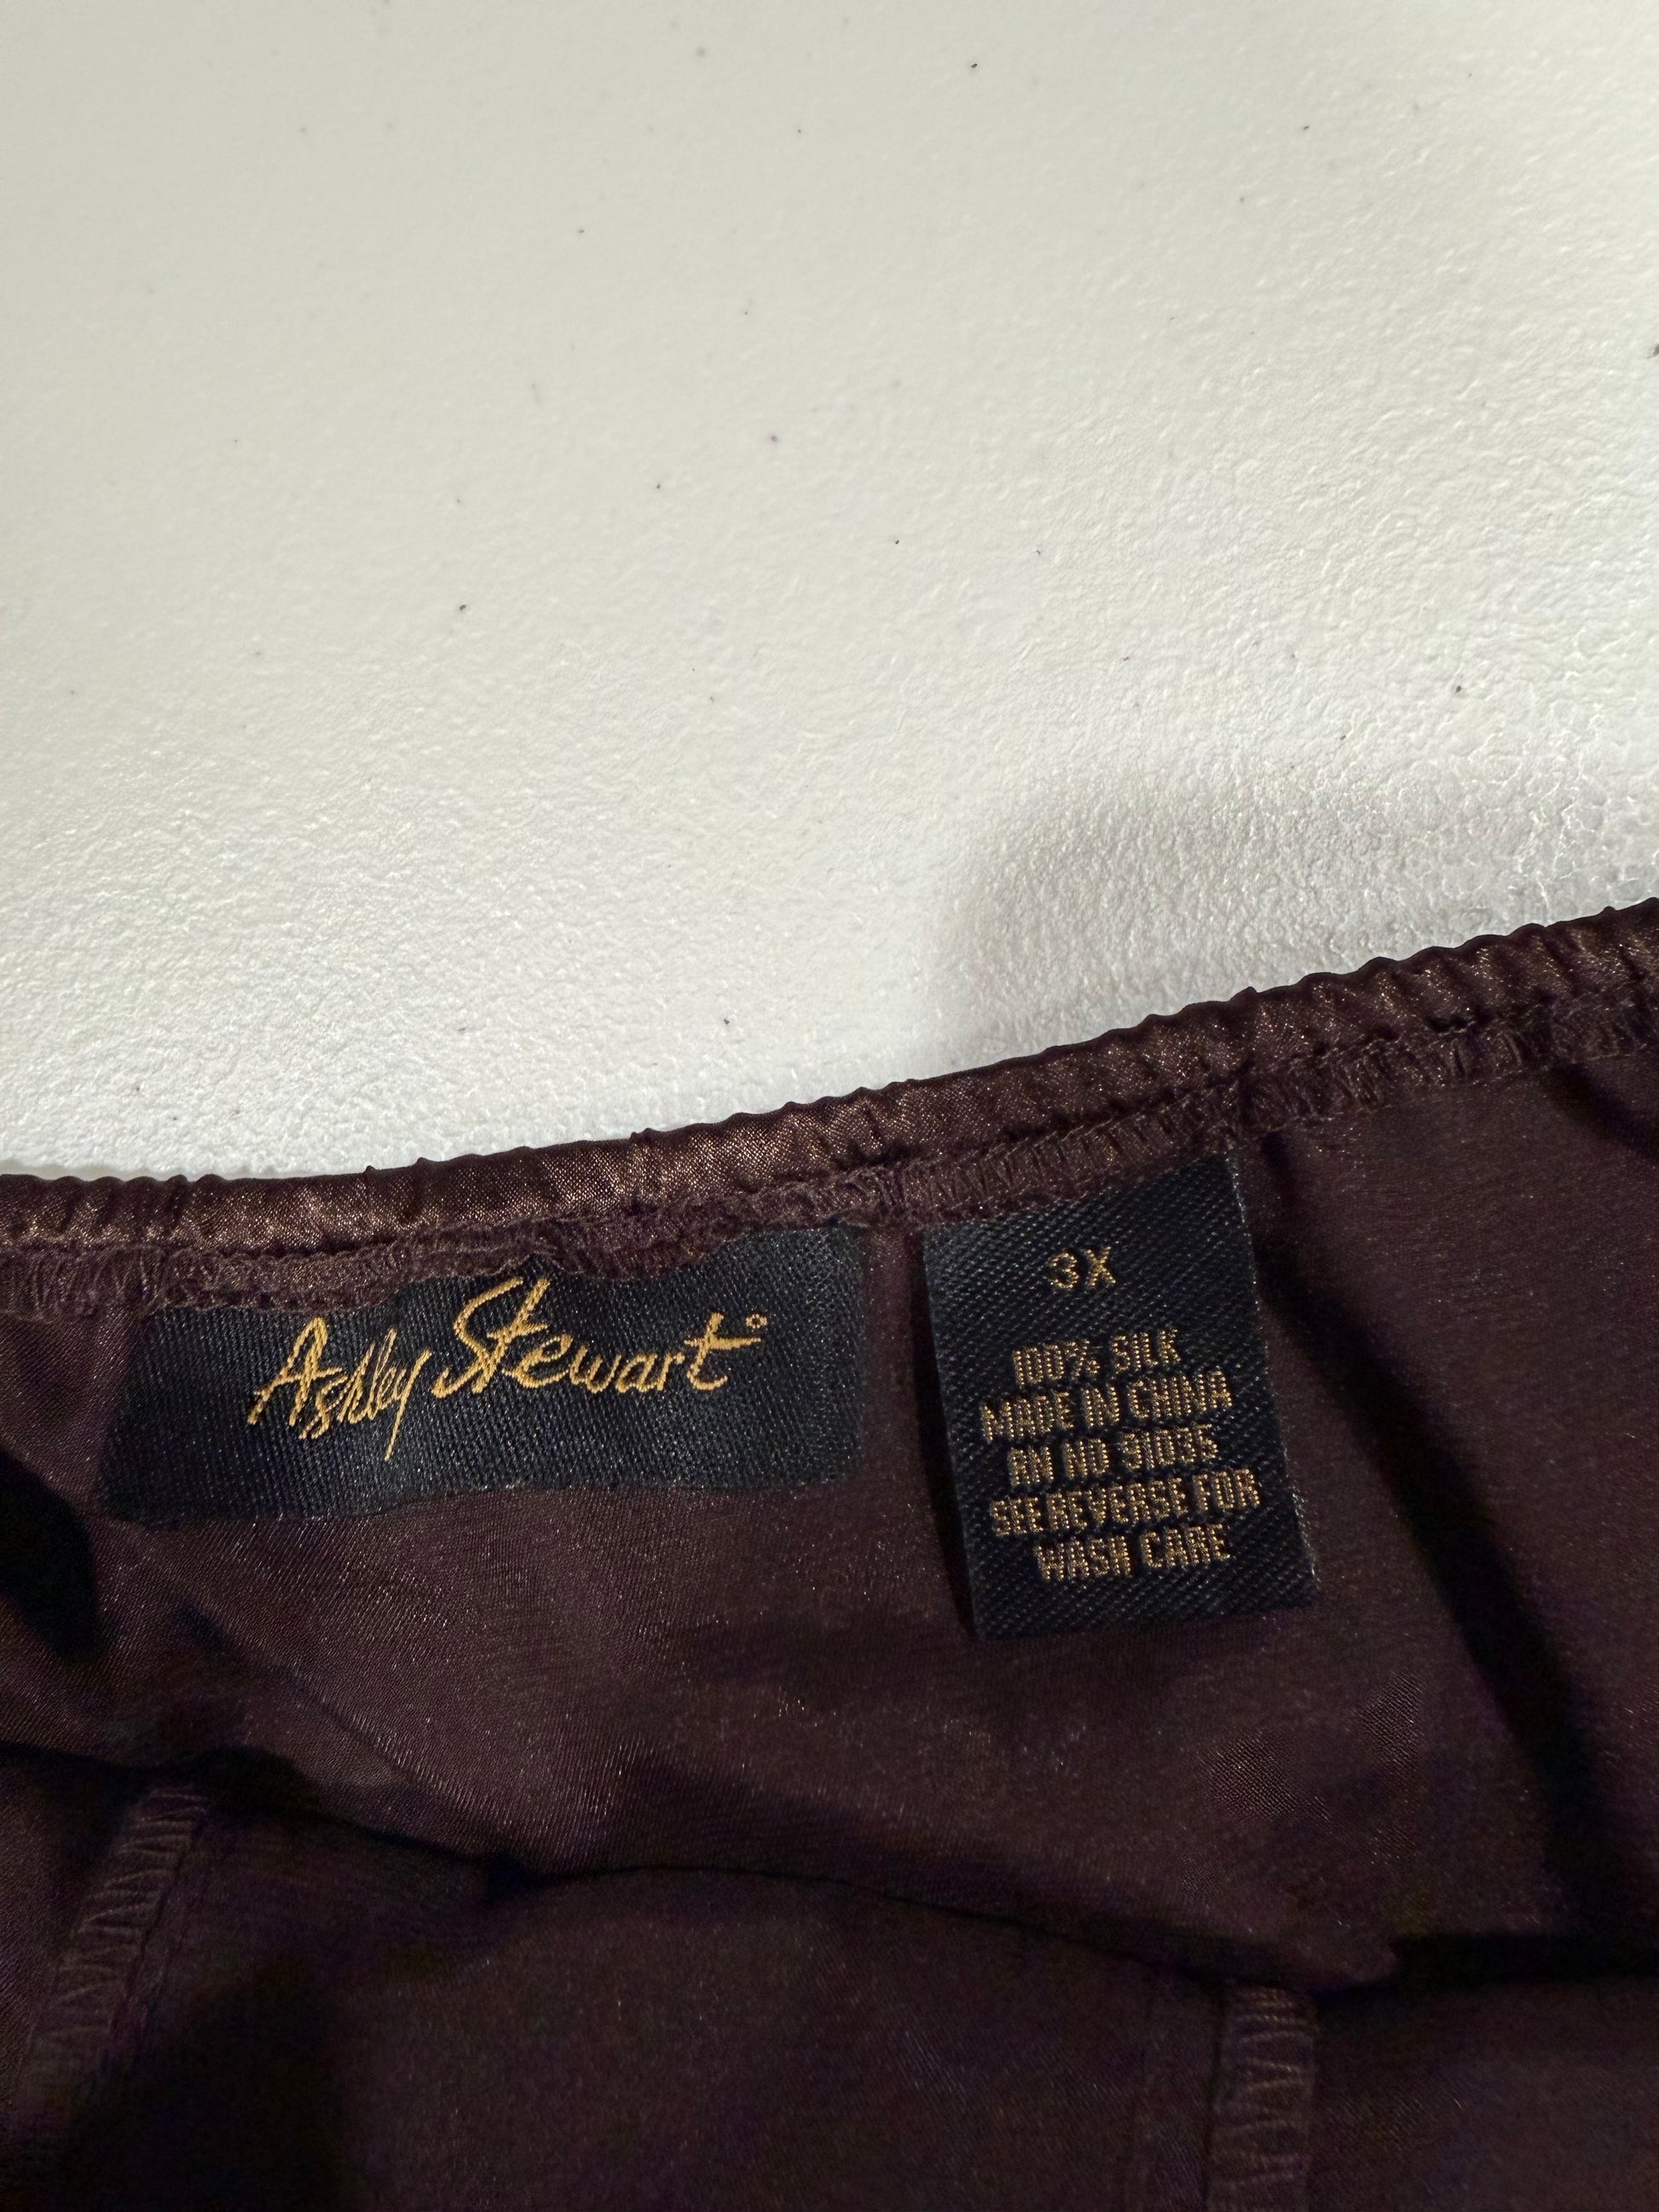 Ashley Stewart
3X
100% SILK
MADE IN CHINA
RN NO. 91035
SEE REVERSE FOR
WASH CARE